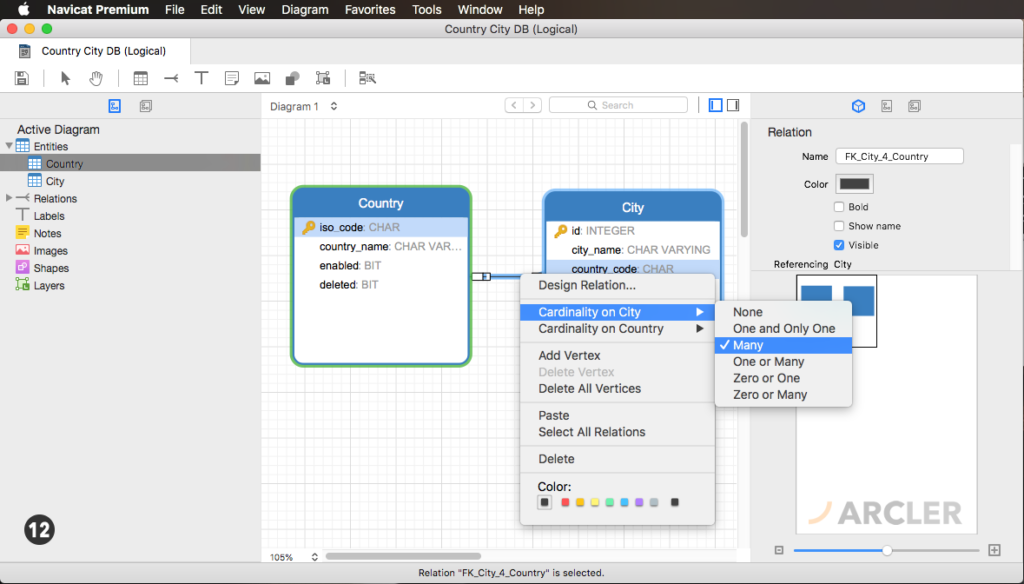 Navicat Premium File Edit View Diagram Favorites Tools Window Help
Country City DB (Logical)
Country City DB (Logical)
Diagram 1
Search
Active Diagram
Entities
Country
City
Relations
Labels
Notes
Images
Shapes
Layers
12
Country
iso_code: CHAR
country_name: CHAR VAR...
enabled: BIT
deleted: BIT
City
id: INTEGER
city_name: CHAR VARYING
country_code: CHAR
Design Relation...
Cardinality on City
Cardinality on Country
Add Vertex
Delete Vertex
Delete All Vertices
Paste
Select All Relations
Delete
Color:
None
One and Only One
Many
One or Many
Zero or One
Zero or Many
Relation
Name FK_City_4_Country
Color
Bold
Show name
Visible
Referencing City
ARCLER
105%
Relation "FK_City_4_Country" is selected.